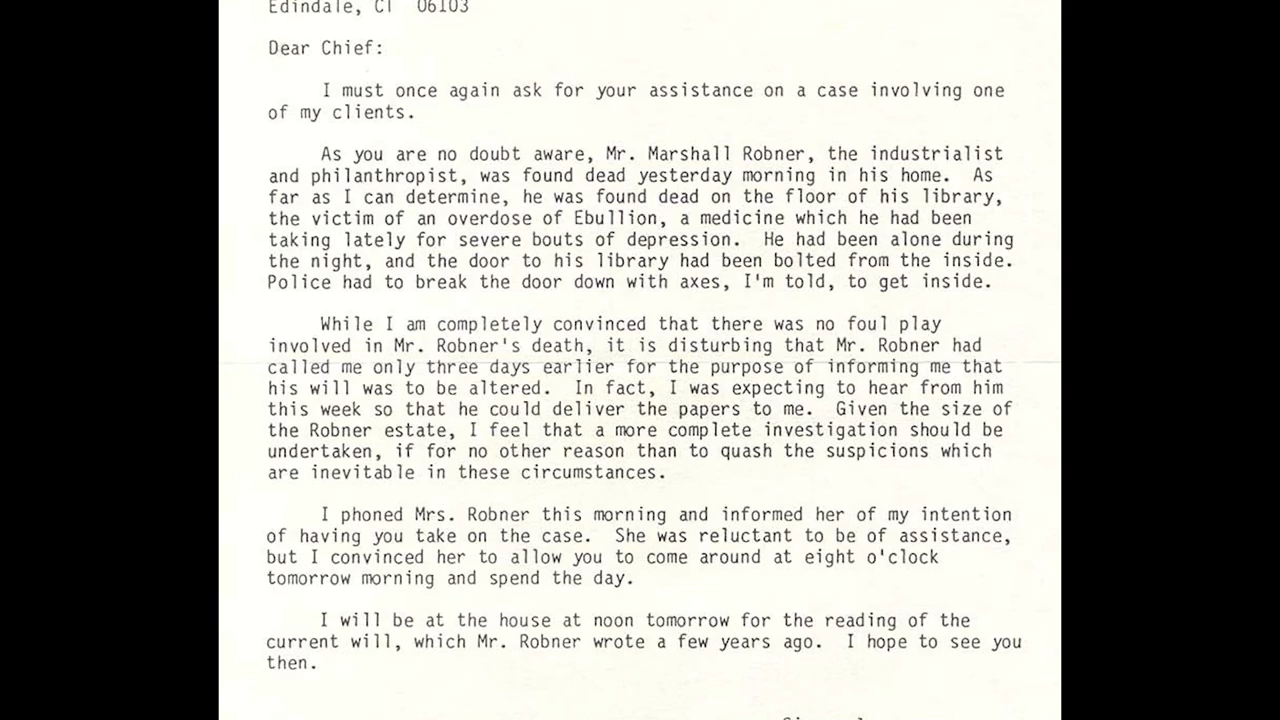 Edindale, CT 06103
Dear Chief:
I must once again ask for your assistance on a case involving one
of my clients.
As you are no doubt aware, Mr. Marshall Robner, the industrialist
and philanthropist, was found dead yesterday morning in his home. As
far as I can determine, he was found dead on the floor of his library,
the victim of an overdose of Ebullion, a medicine which he had been
taking lately for severe bouts of depression. He had been alone during
the night, and the door to his library had been bolted from the inside.
Police had to break the door down with axes, I'm told, to get inside.
While I am completely convinced that there was no foul play
involved in Mr. Robner's death, it is disturbing that Mr. Robner had
called me only three days earlier for the purpose of informing me that
his will was to be altered. In fact, I was expecting to hear from him
this week so that he could deliver the papers to me. Given the size of
the Robner estate, I feel that a more complete investigation should be
undertaken, if for no other reason than to quash the suspicions which
are inevitable in these circumstances.
I phoned Mrs. Robner this morning and informed her of my intention
of having you take on the case. She was reluctant to be of assistance,
but I convinced her to allow you to come around at eight o'clock
tomorrow morning and spend the day.
I will be at the house at noon tomorrow for the reading of the
current will, which Mr. Robner wrote a few years ago. I hope to see you
then.